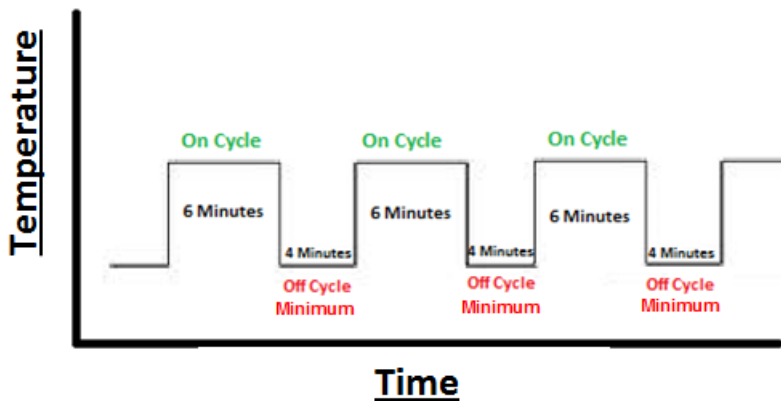 Temperature
On Cycle
On Cycle
On Cycle
6 Minutes
6 Minutes
6 Minutes
4 Minutes
4 Minutes
4 Minutes
Off Cycle
Minimum
Off Cycle
Minimum
Off Cycle
Minimum
Time